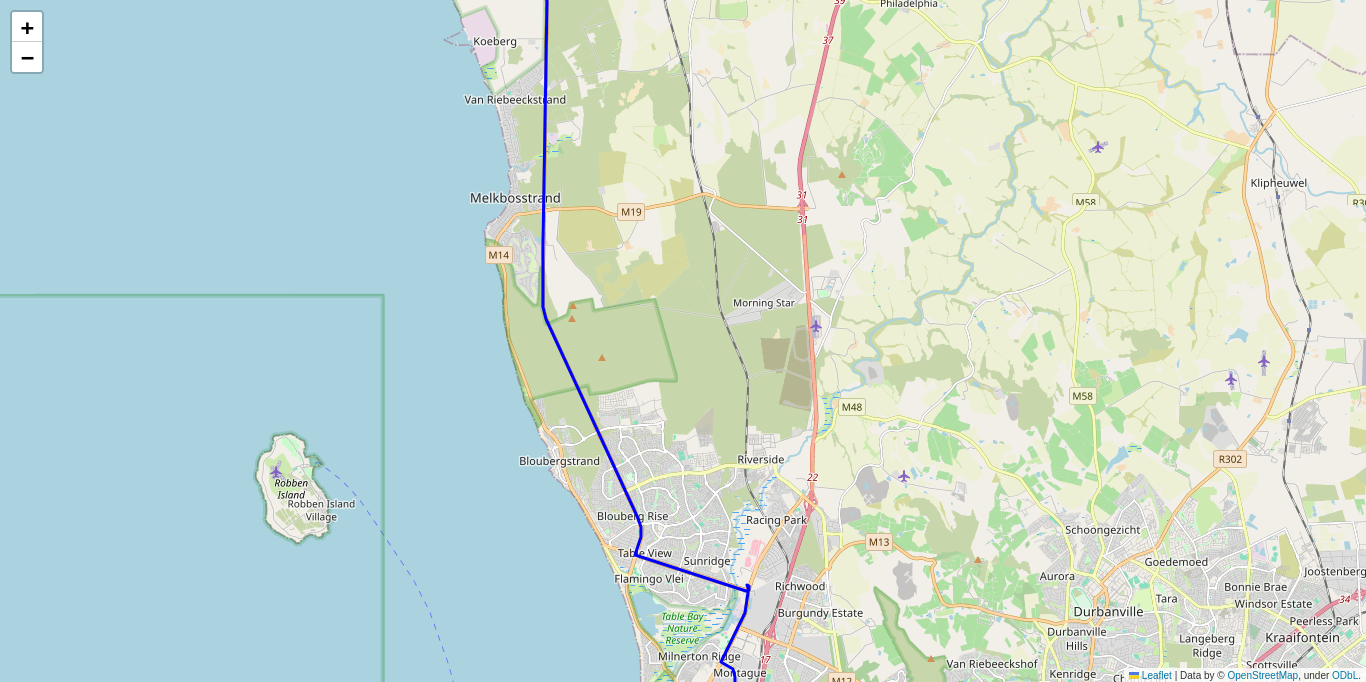 +
−
39
Philadelphia
37
Koeberg
Van Riebeeckstrand
M58
Klipheuwel
Melkbosstrand
M19
31
31
M14
Morning Star
M58
M48
Riverside
R302
Bloubergstrand
22
Robben
Island
Robben Island
Village
Blouberg Rise
Racing Park
Schoongezicht
M13
Table View
Sunridge
Goedemoed
Joostenberg
Flamingo Vlei
Richwood
Aurora
Bonnie Brae
Tara
34
Windsor Estate
Durbanville
Burgundy Estate
Table Bay
Nature
Reserve
Peerless Park
Durbanville
Hills
Langeberg
Ridge
Kraaifontein
Milnerton Ridge
17
Van Riebeeckshof
Scottsville
Montague
M12
Kenridge
Leaflet | Data by © OpenStreetMap, under ODbL.